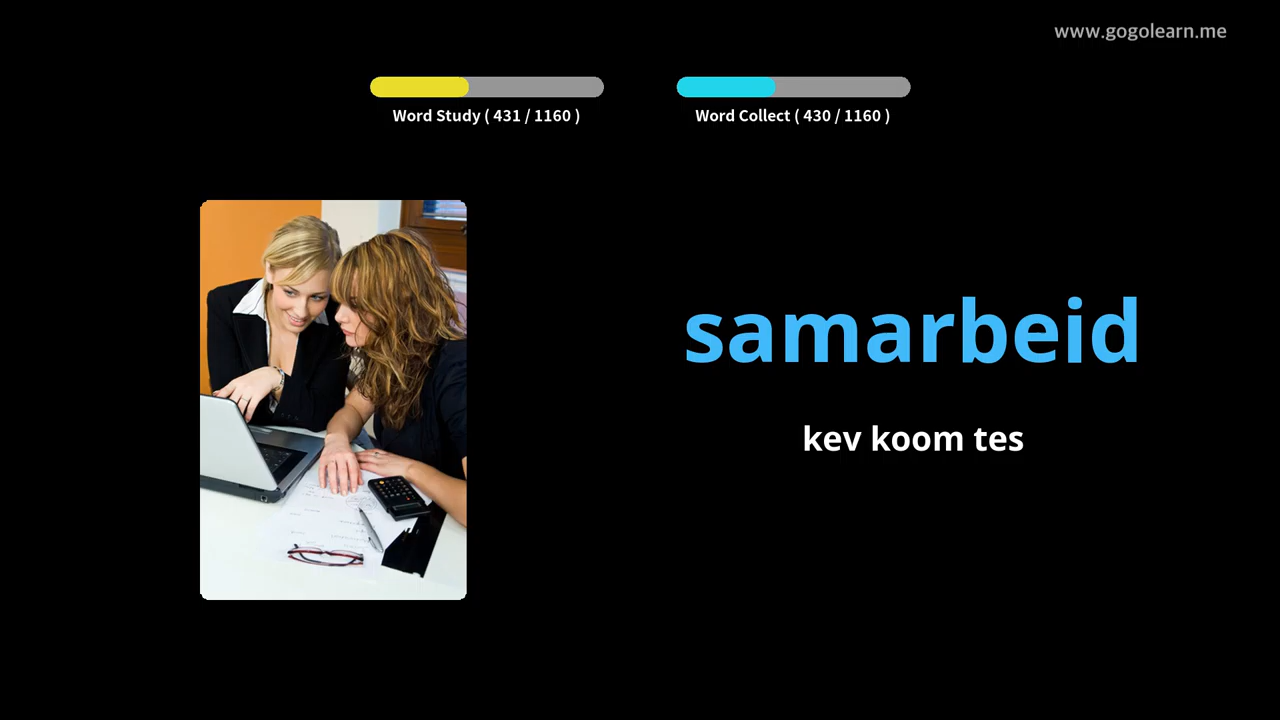 www.gogolearn.me
Word Study ( 431 / 1160 )
Word Collect ( 430 / 1160 )
samarbeid
kev koom tes